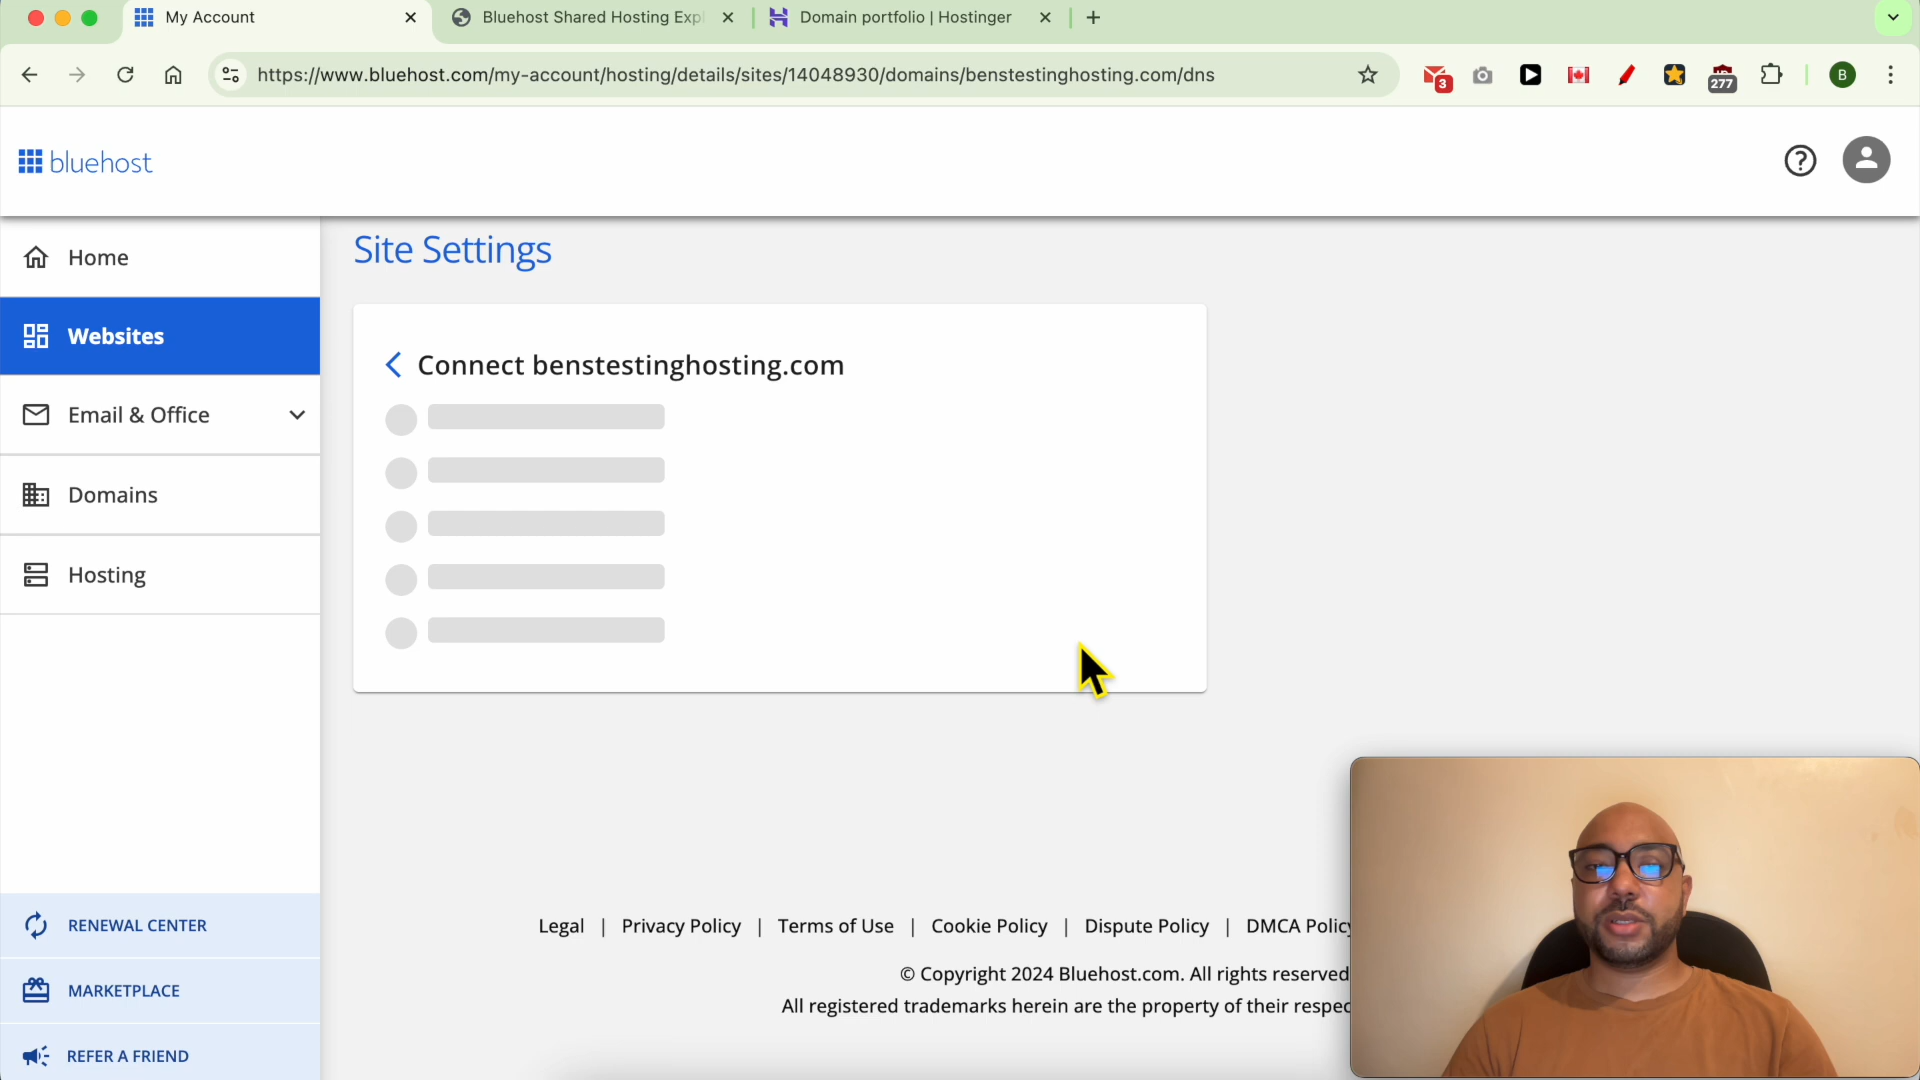 My Account
Bluehost Shared Hosting Exp
Domain portfolio | Hostinger
https://www.bluehost.com/my-account/hosting/details/sites/14048930/domains/benstestinghosting.com/dns
3
277
B
bluehost
Home
Websites
Email & Office
Domains
Hosting
RENEWAL CENTER
MARKETPLACE
REFER A FRIEND
Site Settings
Connect benstestinghosting.com
Legal | Privacy Policy | Terms of Use | Cookie Policy | Dispute Policy | DMCA Policy
© Copyright 2024 Bluehost.com. All rights reserved
All registered trademarks herein are the property of their respec